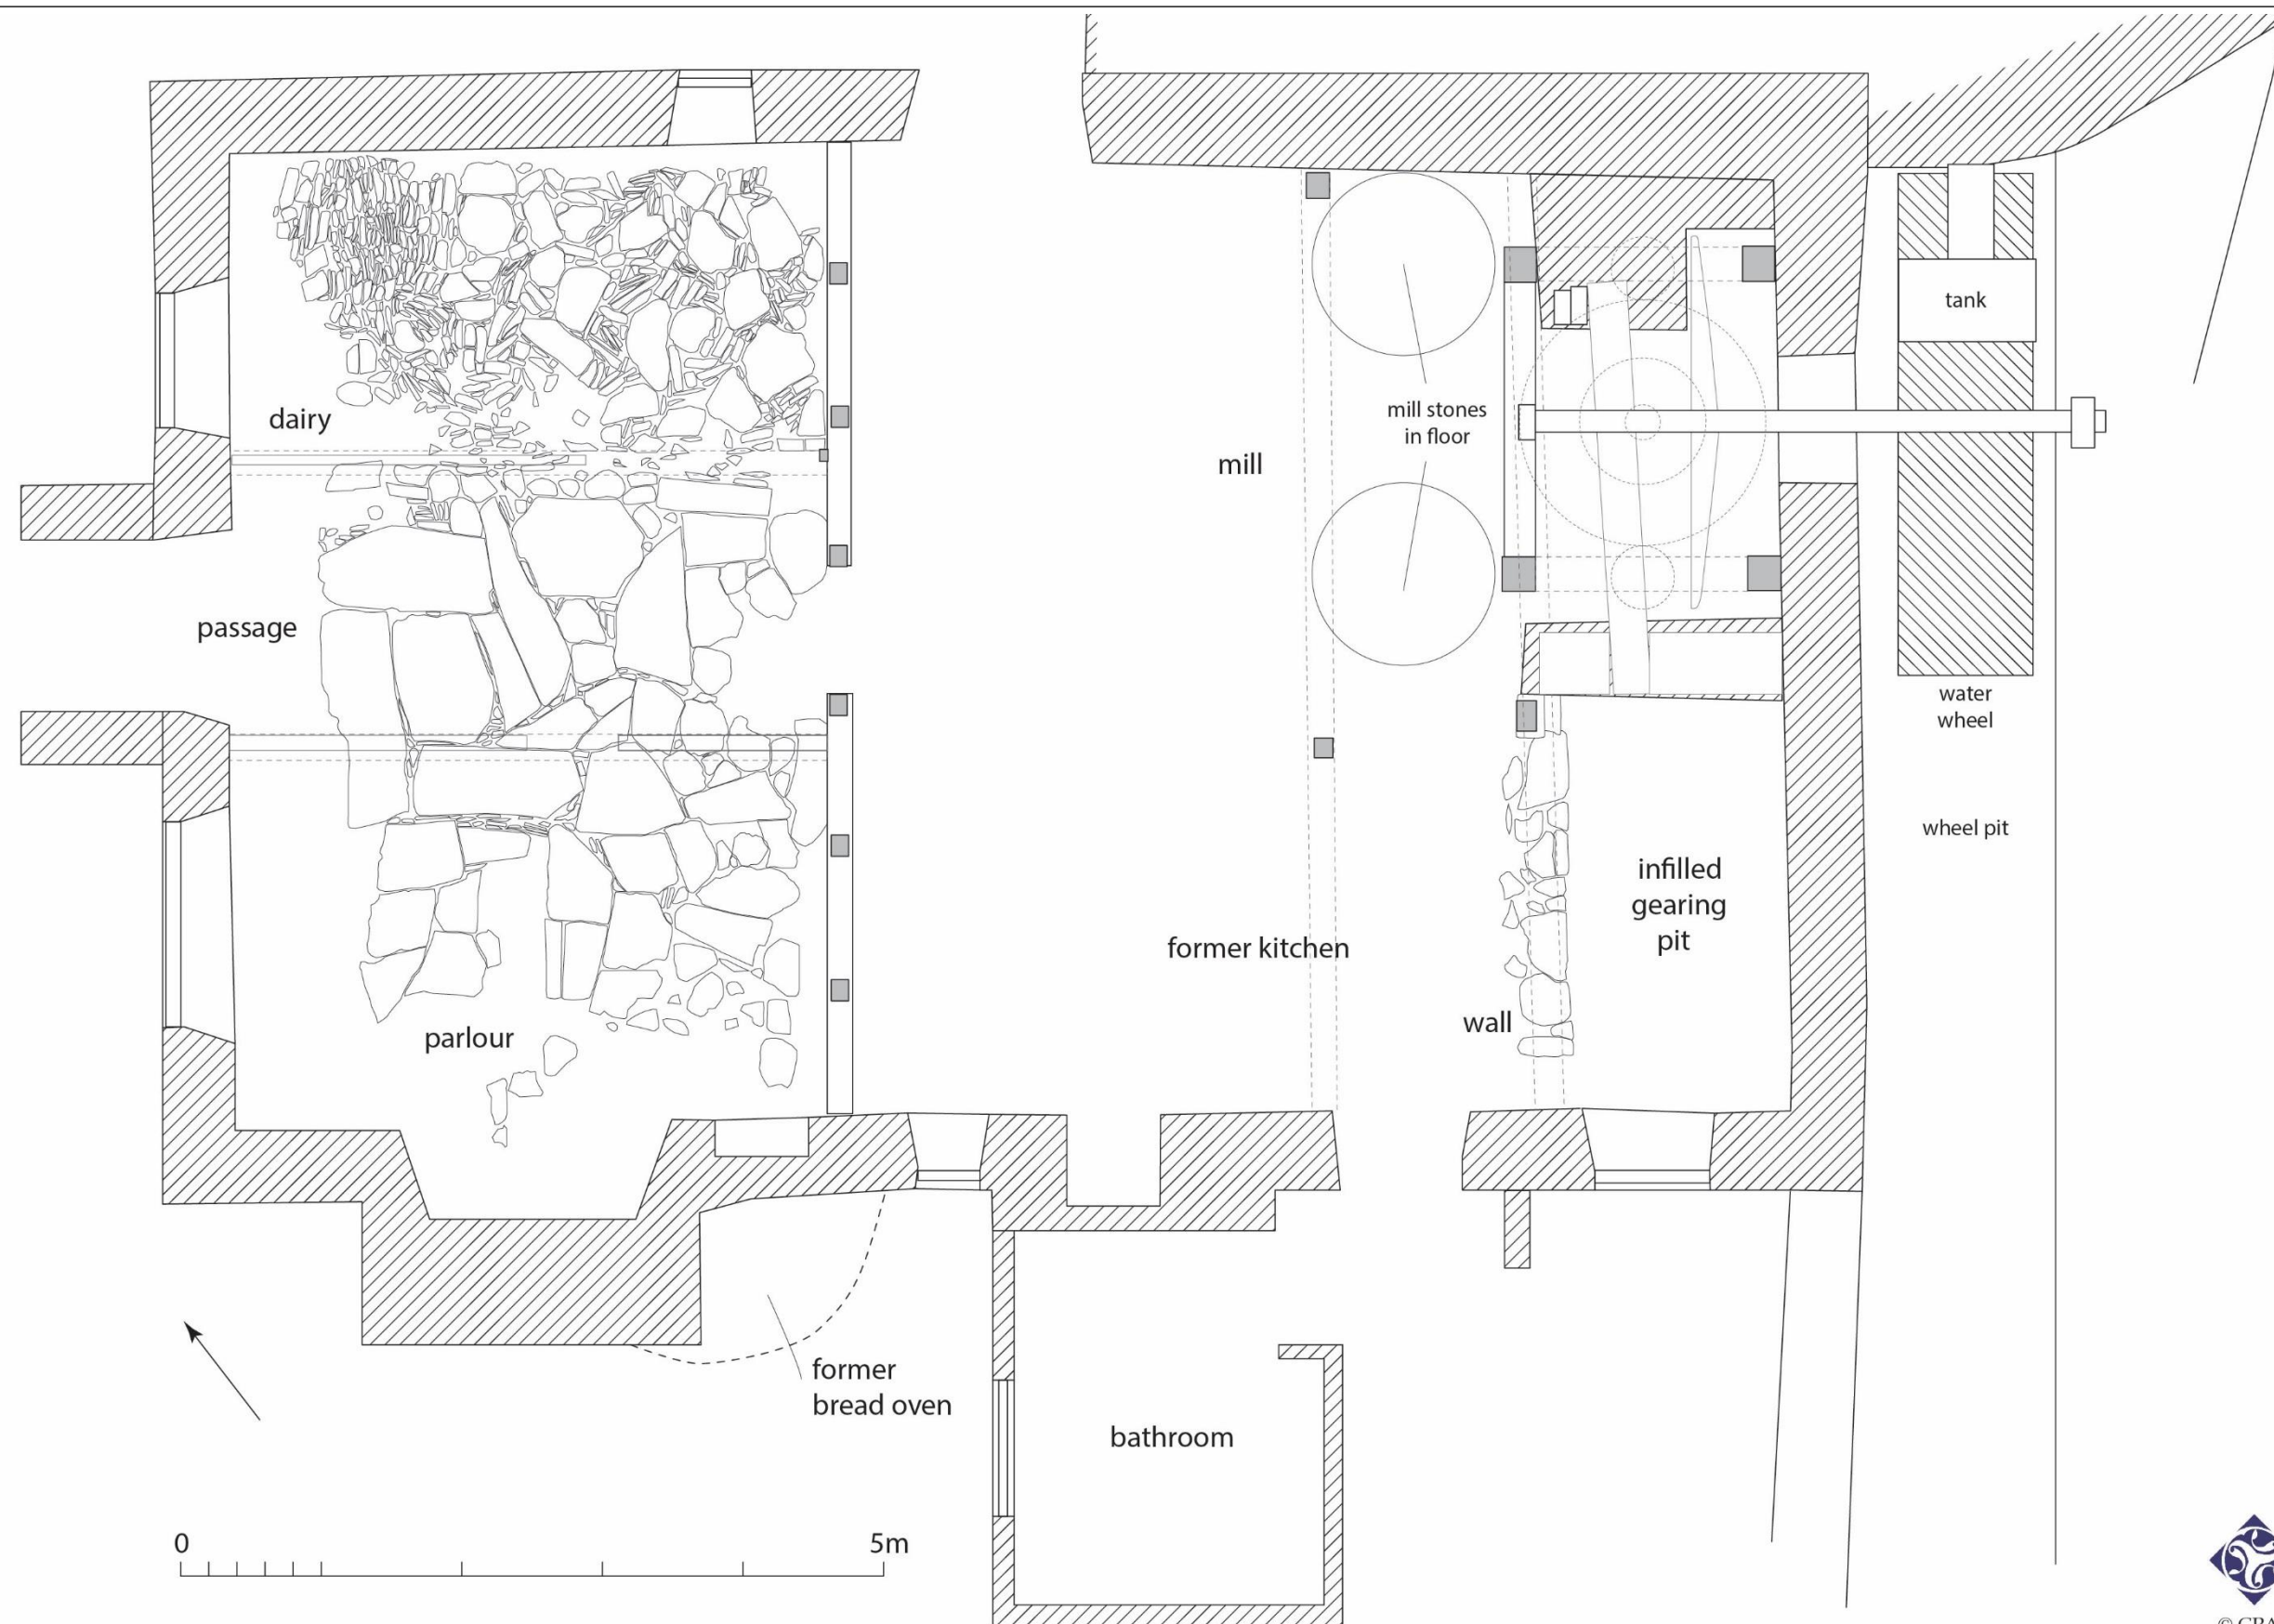 dairy
mill stones
in floor
mill
tank
passage
water
wheel
wheel pit
infilled
gearing
pit
former kitchen
wall
parlour
former
bread oven
bathroom
0
5m